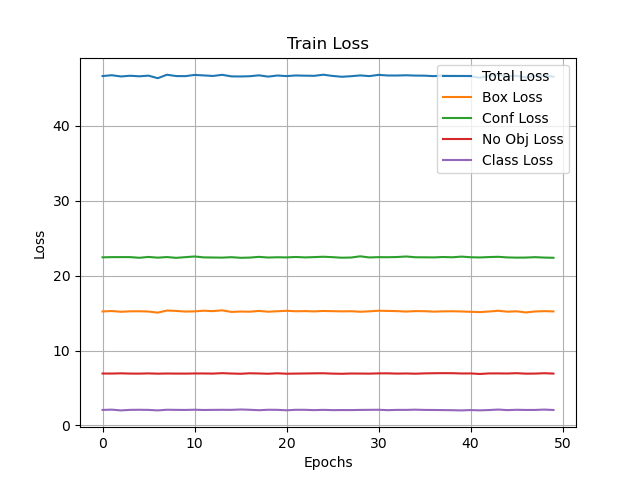 Train Loss
Total Loss
Box Loss
Conf Loss
No Obj Loss
Class Loss
40
30
20
10
0
Loss
0 10 20 30 40 50
Epochs